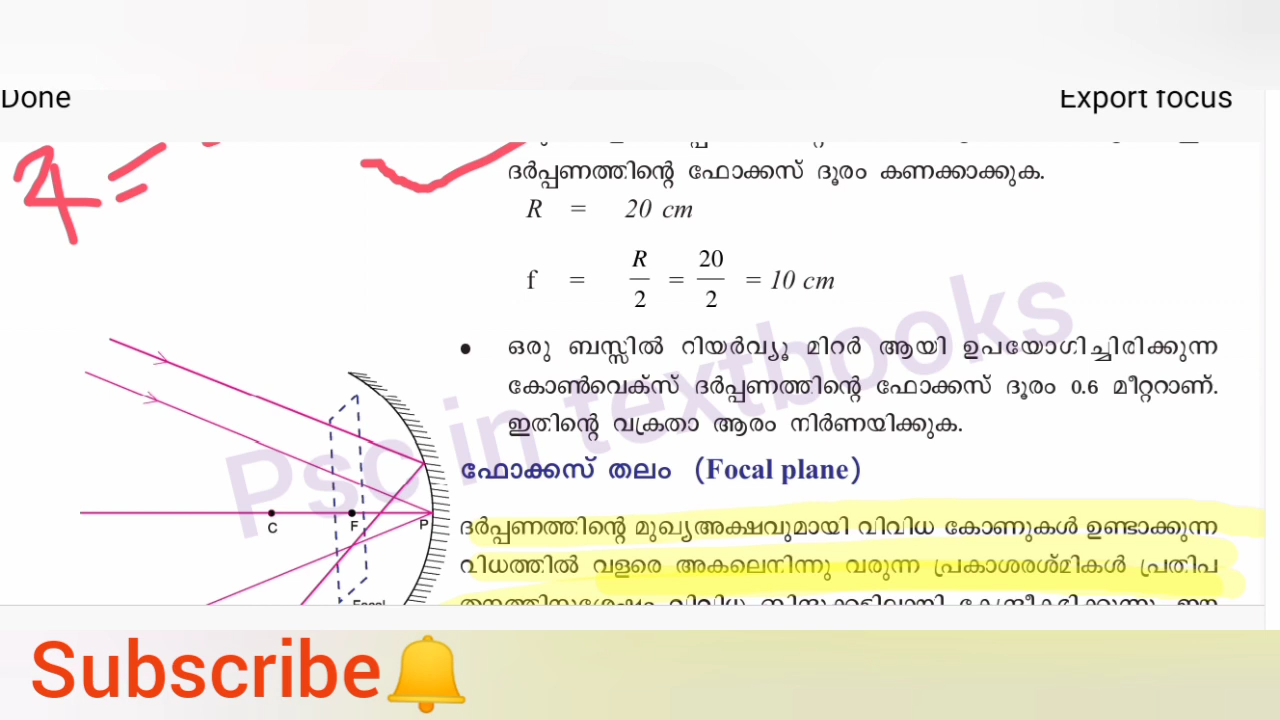 Done
Export focus
ദർപ്പണത്തിന്റെ ഫോക്കസ് ദൂരം കണക്കാക്കുക.
R = 20 cm
f = R/2 = 20/2 = 10 cm
• ഒരു ബസ്സിൽ റിയർവ്യൂ മിറർ ആയി ഉപയോഗിച്ചിരിക്കുന്ന
കോൺവെക്സ് ദർപ്പണത്തിന്റെ ഫോക്കസ് ദൂരം 0.6 മീറ്ററാണ്.
ഇതിന്റെ വക്രതാ ആരം നിർണയിക്കുക.
ഫോക്കസ് തലം (Focal plane)
ദർപ്പണത്തിന്റെ മുഖ്യഅക്ഷവുമായി വിവിധ കോണുകൾ ഉണ്ടാക്കുന്ന
വിധത്തിൽ വളരെ അകലെനിന്നു വരുന്ന പ്രകാശരശ്മികൾ പ്രതിപ
C F P
Focal
Psc in textbooks
Subscribe